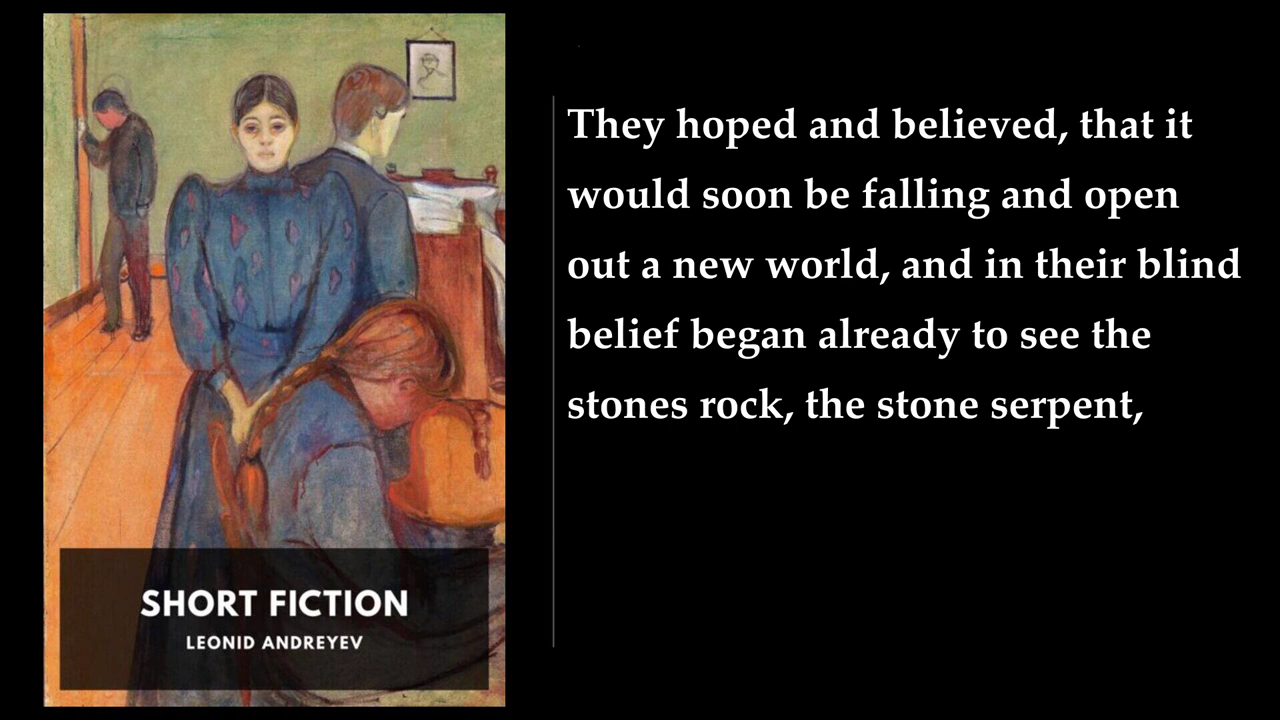 They hoped and believed, that it
would soon be falling and open
out a new world, and in their blind
belief began already to see the
stones rock, the stone serpent,
SHORT FICTION
LEONID ANDREYEV